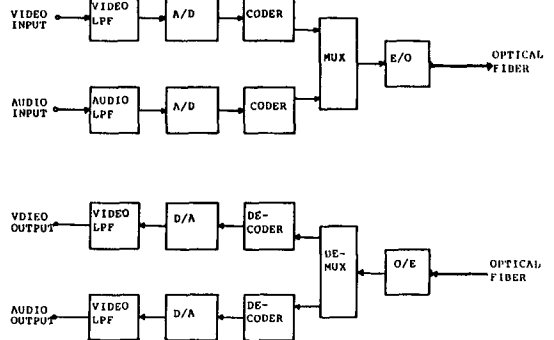 VIDEO
INPUT
VIDEO
LPF
A/D
CODER
MUX
E/O
OPTICAL
FIBER
AUDIO
INPUT
AUDIO
LPF
A/D
CODER
VDIEO
OUTPUT
VIDEO
LPF
D/A
DE-
CODER
DE-
MUX
O/E
OPTICAL
FIBER
AUDIO
OUTPUT
VIDEO
LPF
D/A
DE-
CODER